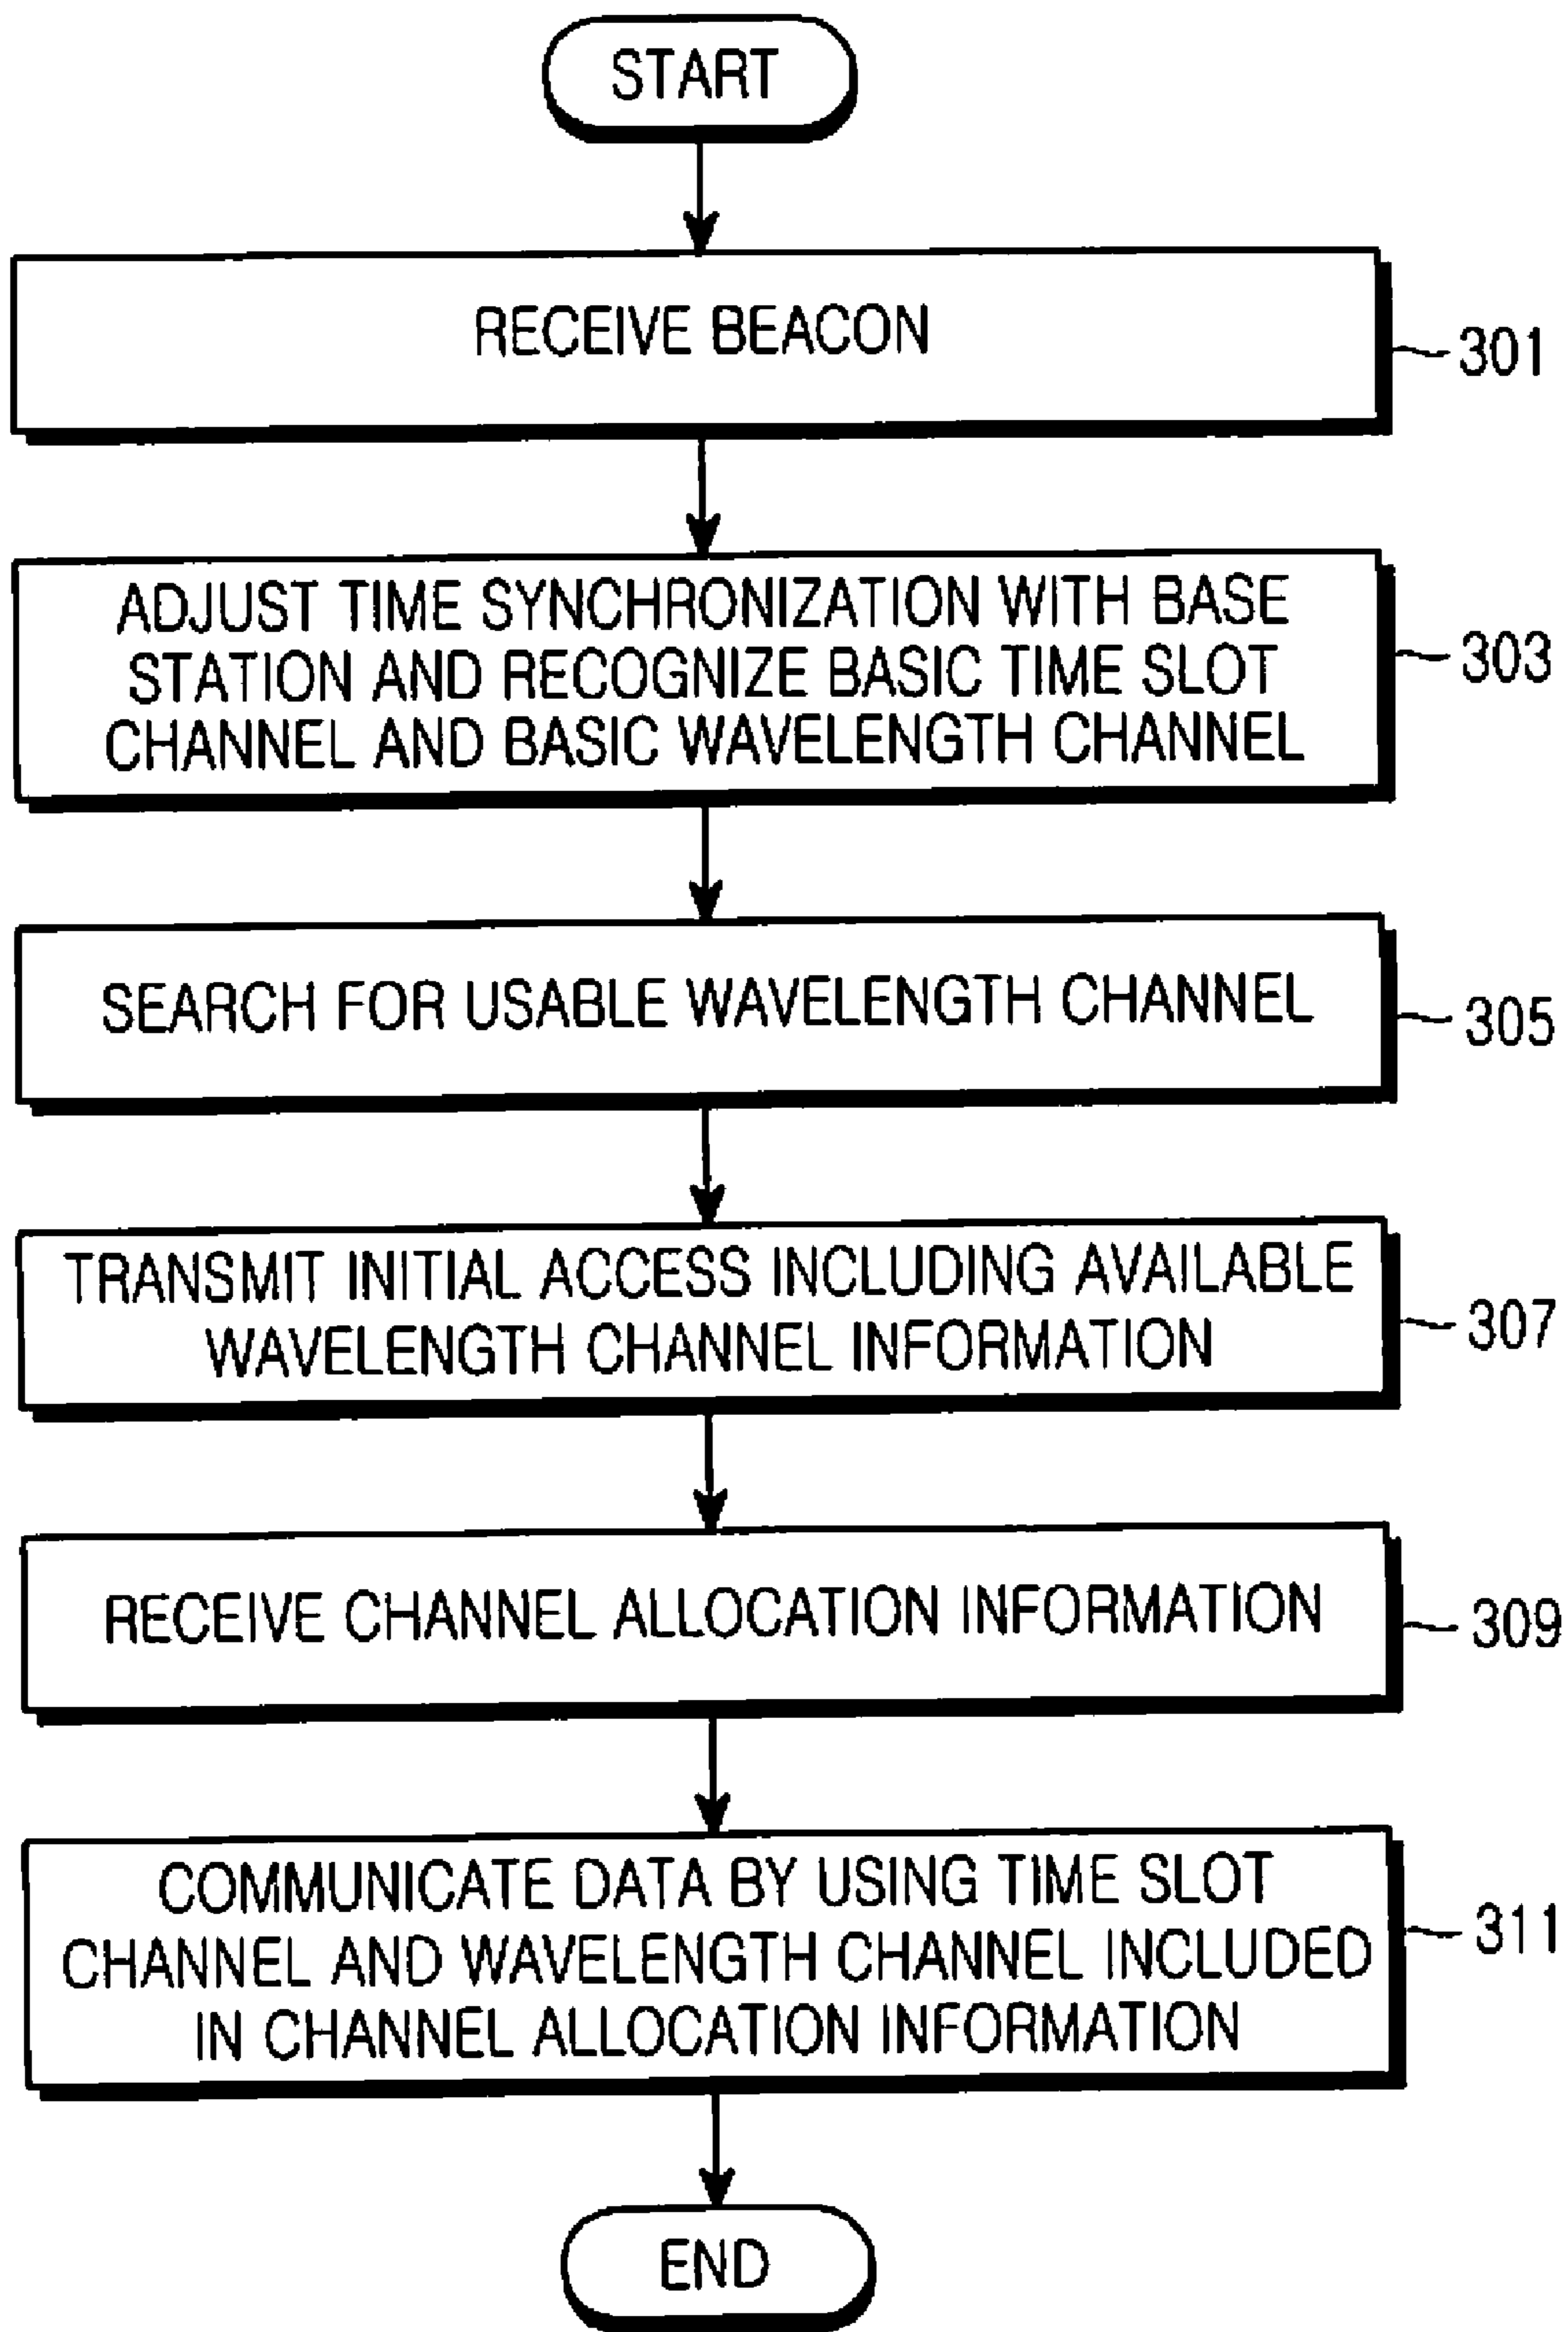 START
RECEIVE BEACON
301
ADJUST TIME SYNCHRONIZATION WITH BASE
STATION AND RECOGNIZE BASIC TIME SLOT
CHANNEL AND BASIC WAVELENGTH CHANNEL
303
SEARCH FOR USABLE WAVELENGTH CHANNEL
305
TRANSMIT INITIAL ACCESS INCLUDING AVAILABLE
WAVELENGTH CHANNEL INFORMATION
307
RECEIVE CHANNEL ALLOCATION INFORMATION
309
COMMUNICATE DATA BY USING TIME SLOT
CHANNEL AND WAVELENGTH CHANNEL INCLUDED
IN CHANNEL ALLOCATION INFORMATION
311
END